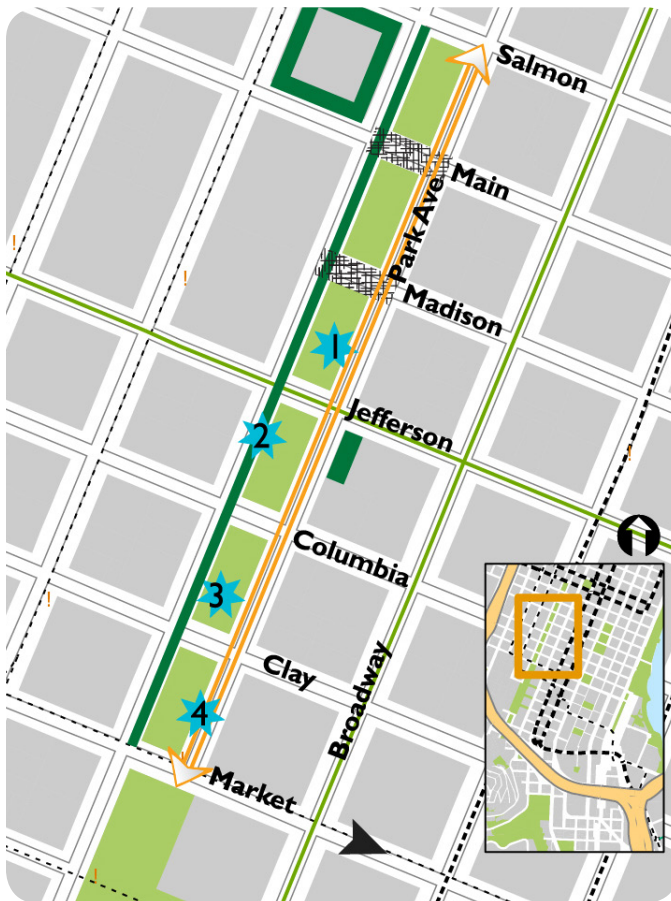 Salmon
Main
Park Ave
Madison
1
Jefferson
2
Columbia
3
Clay
Broadway
4
Market